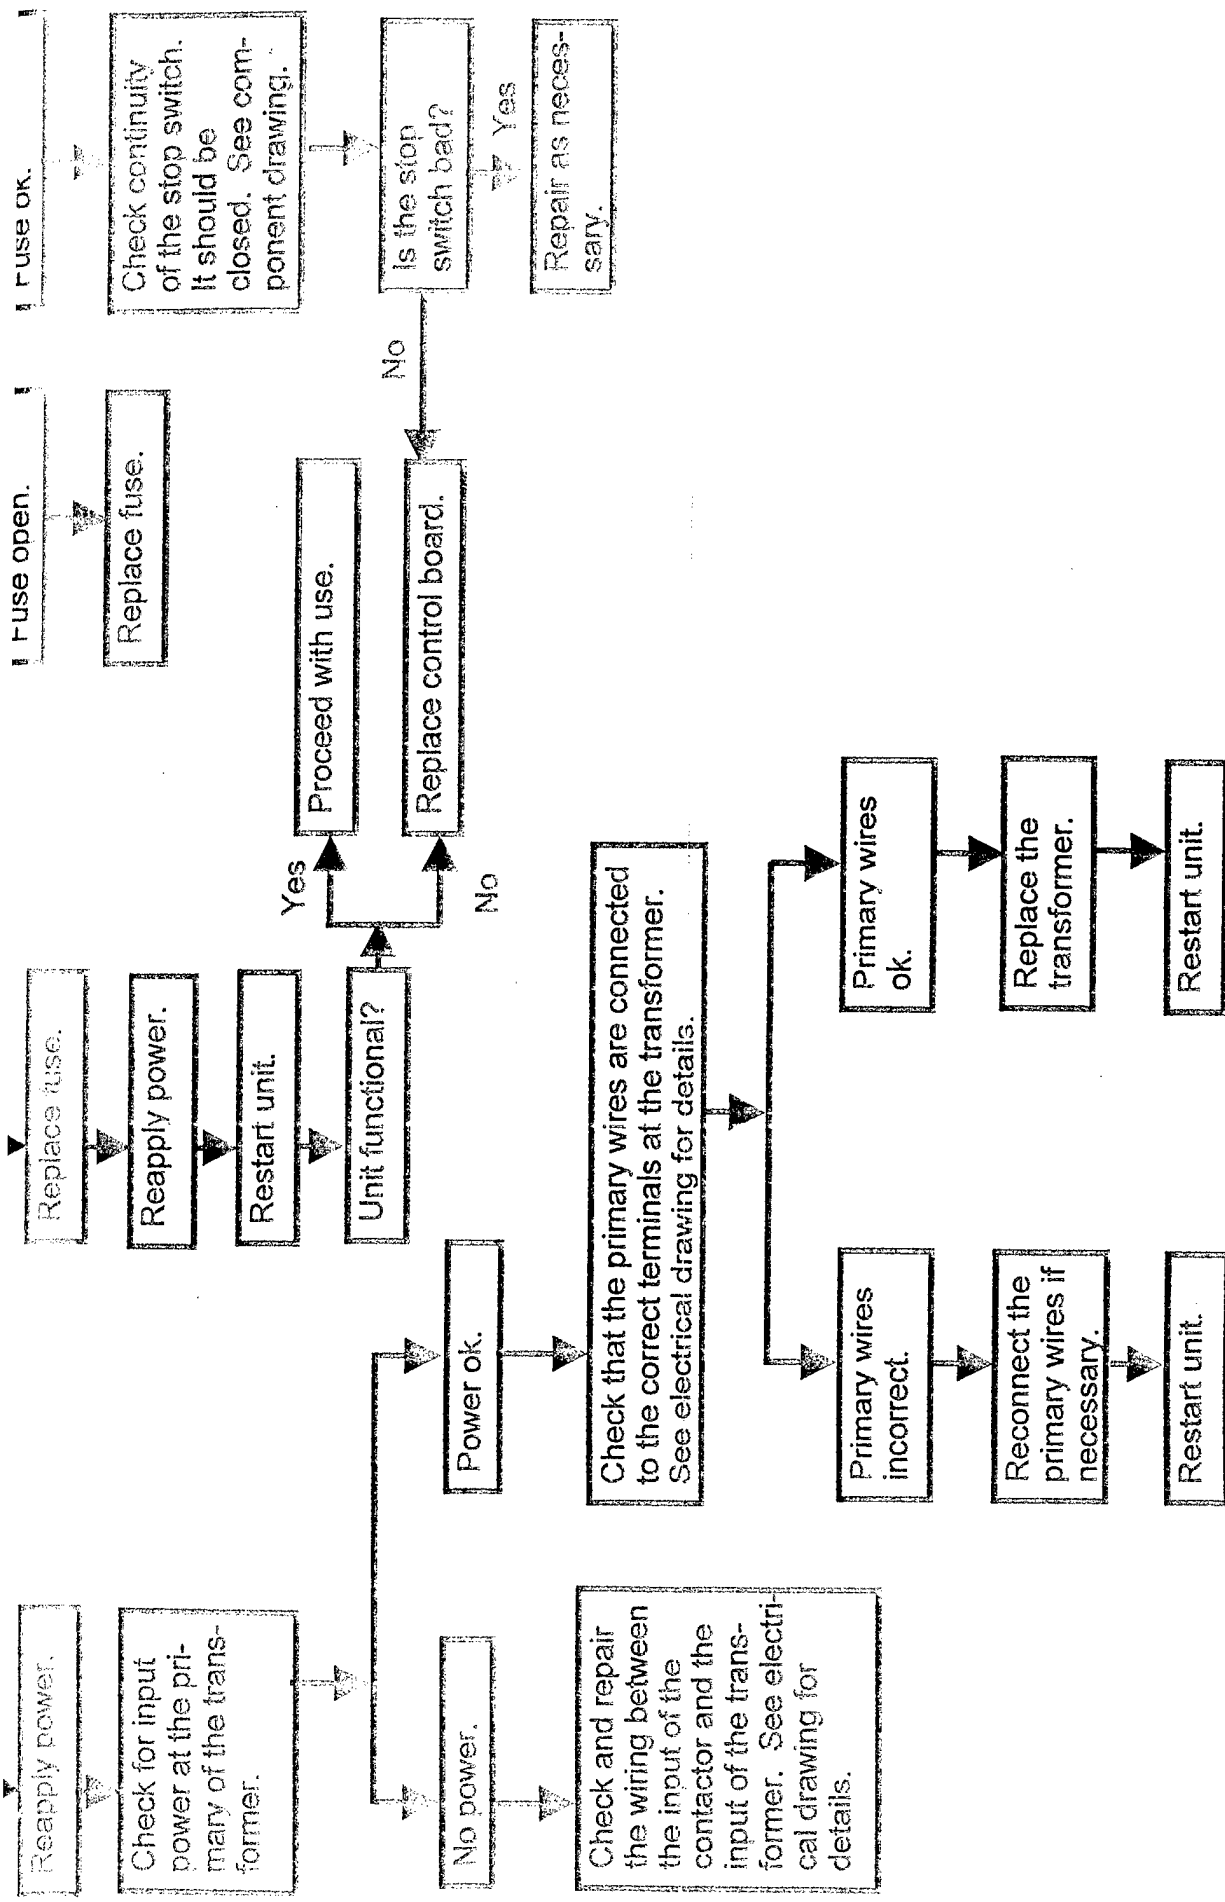 Reapply power.
Check for input
power at the pri-
mary of the trans-
former.
No power.
Check and repair
the wiring between
the input of the
contactor and the
input of the trans-
former. See electri-
cal drawing for
details.
Power ok.
Check that the primary wires are connected
to the correct terminals at the transformer.
See electrical drawing for details.
Primary wires
incorrect.
Reconnect the
primary wires if
necessary.
Restart unit.
Primary wires
ok.
Replace the
transformer.
Restart unit.
Replace fuse.
Reapply power.
Restart unit.
Unit functional?
Yes
No
Proceed with use.
Replace control board.
Fuse open.
Replace fuse.
Fuse ok.
Check continuity
of the stop switch.
It should be
closed. See com-
ponent drawing.
Is the stop
switch bad?
No
Yes
Repair as neces-
sary.